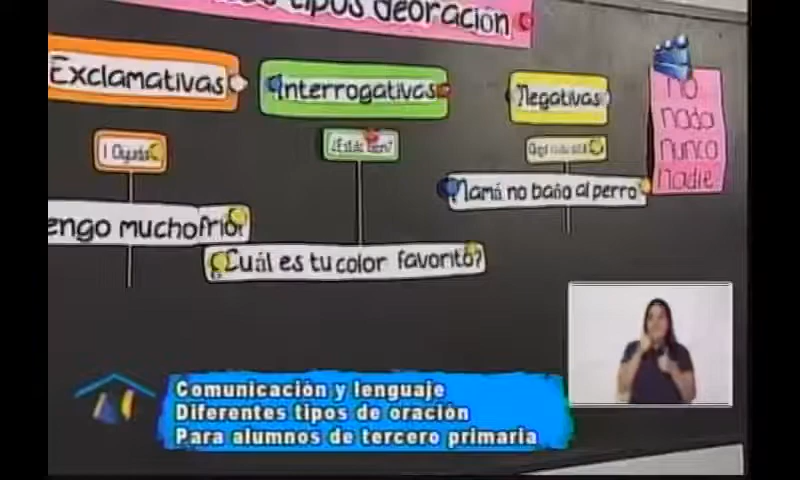 tipos de oración
Exclamativas
Interrogativas
Negativas
no
nada
nunca
nadie
¡Ayuda
¿Estás bien?
engo mucho frío!
Mamá no baño al perro
¿Cuál es tu color favorito?
Comunicación y lenguaje
Diferentes tipos de oración
Para alumnos de tercero primaria